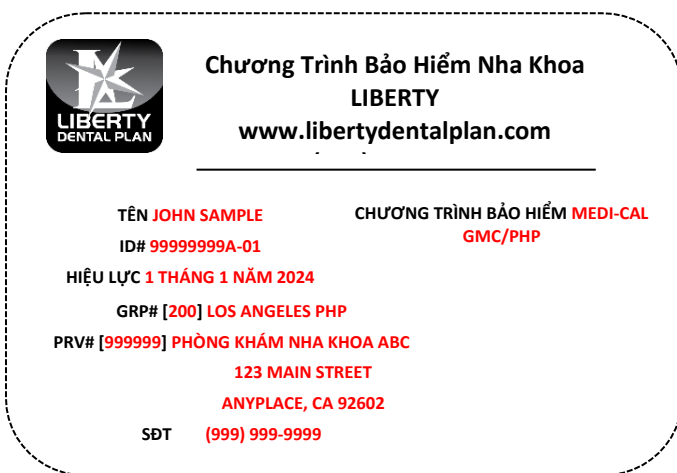 LIBERTY
DENTAL PLAN
Chương Trình Bảo Hiểm Nha Khoa
LIBERTY
www.libertydentalplan.com
TÊN JOHN SAMPLE
CHƯƠNG TRÌNH BẢO HIỂM MEDI-CAL
GMC/PHP
ID# 99999999A-01
HIỆU LỰC 1 THÁNG 1 NĂM 2024
GRP# [200] LOS ANGELES PHP
PRV# [999999] PHÒNG KHÁM NHA KHOA ABC
123 MAIN STREET
ANYPLACE, CA 92602
SĐT (999) 999-9999